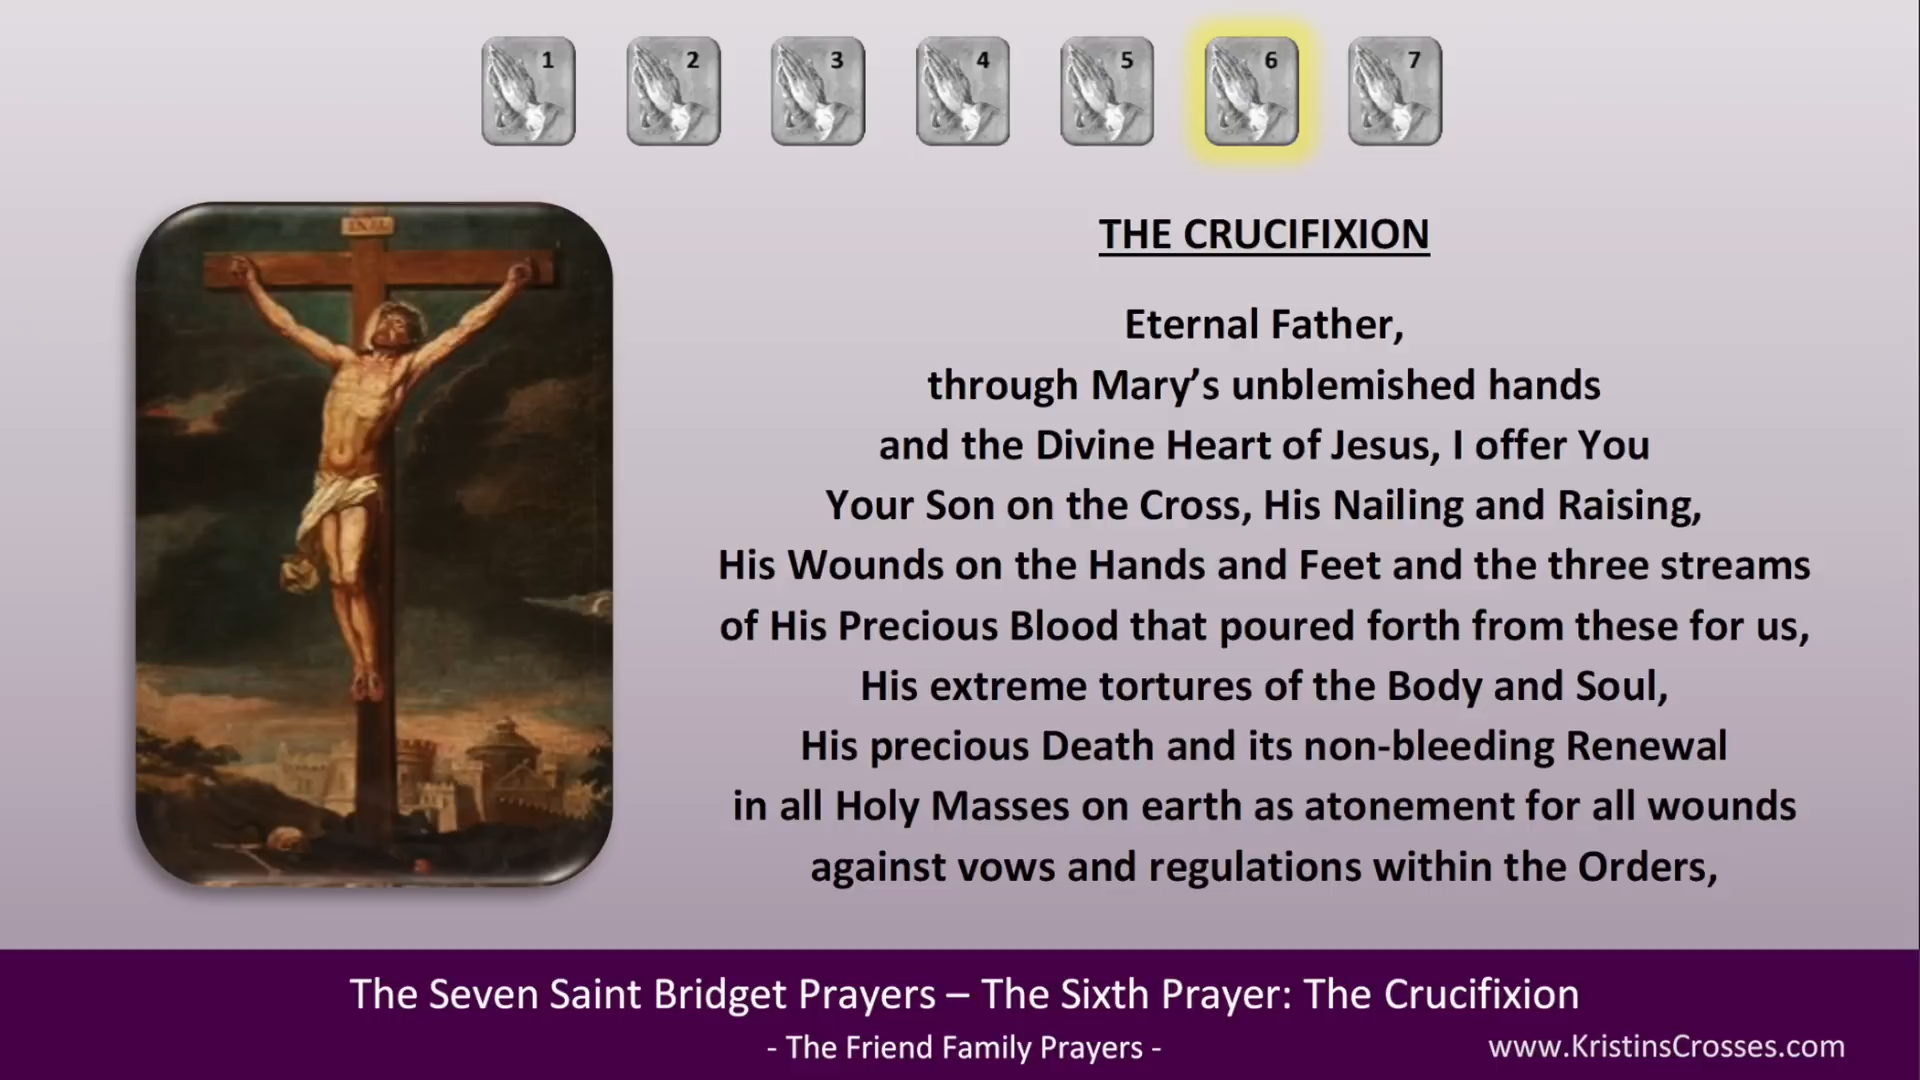 1
2
3
4
5
6
7
THE CRUCIFIXION
Eternal Father,
through Mary’s unblemished hands
and the Divine Heart of Jesus, I offer You
Your Son on the Cross, His Nailing and Raising,
His Wounds on the Hands and Feet and the three streams
of His Precious Blood that poured forth from these for us,
His extreme tortures of the Body and Soul,
His precious Death and its non-bleeding Renewal
in all Holy Masses on earth as atonement for all wounds
against vows and regulations within the Orders,
The Seven Saint Bridget Prayers – The Sixth Prayer: The Crucifixion
- The Friend Family Prayers -
www.KristinsCrosses.com